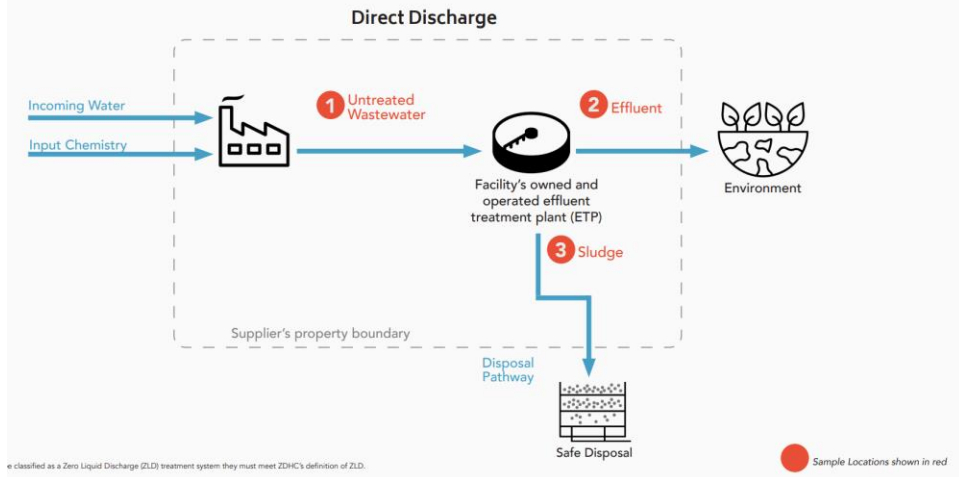 Direct Discharge
Incoming Water
Input Chemistry
1 Untreated
Wastewater
2 Effluent
Facility's owned and
operated effluent
treatment plant (ETP)
Environment
3 Sludge
Supplier's property boundary
Disposal
Pathway
Safe Disposal
e classified as a Zero Liquid Discharge (ZLD) treatment system they must meet ZDHC's definition of ZLD.
Sample Locations shown in red